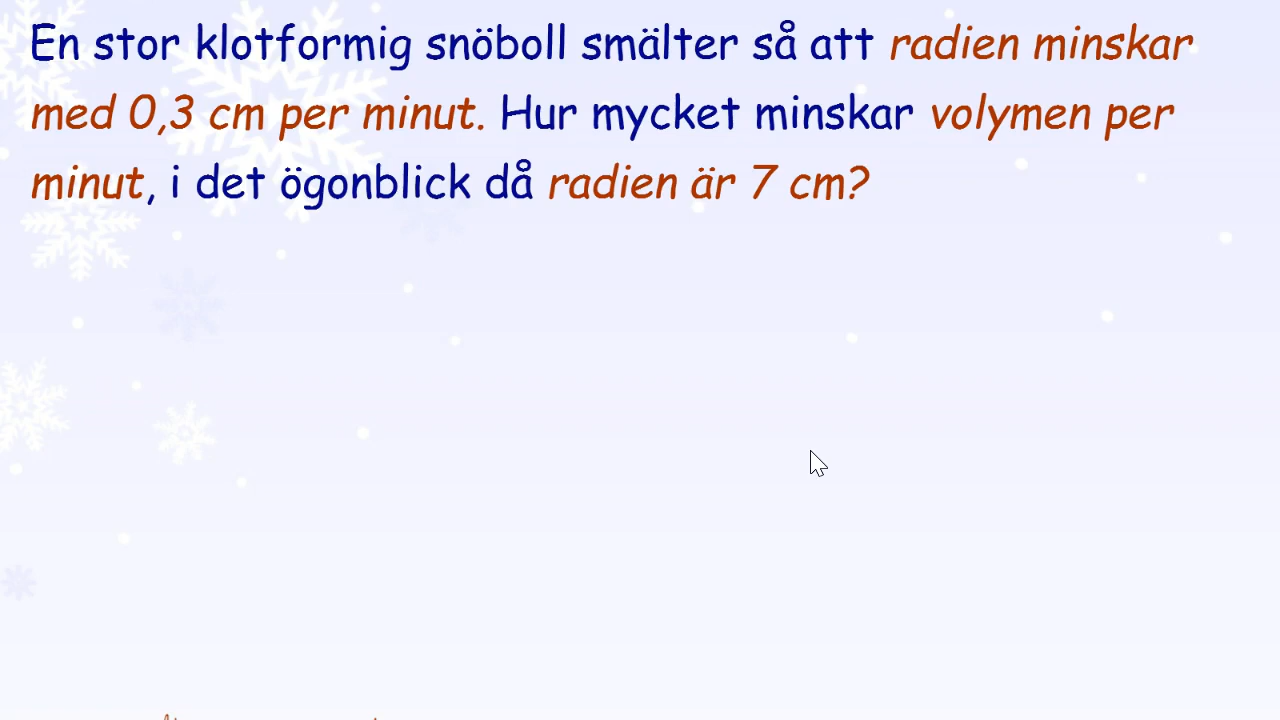 En stor klotformig snöboll smälter så att radien minskar
med 0,3 cm per minut. Hur mycket minskar volymen per
minut, i det ögonblick då radien är 7 cm?